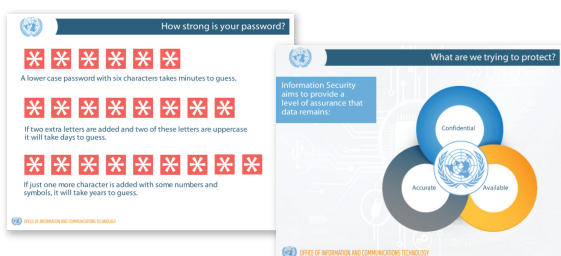 How strong is your password?
A lower case password with six characters takes minutes to guess.
If two extra letters are added and two of these letters are uppercase
it will take days to guess.
If just one more character is added with some numbers and
symbols, it will take years to guess.
OFFICE OF INFORMATION AND COMMUNICATIONS TECHNOLOGY
What are we trying to protect?
Information Security
aims to provide a
level of assurance that
data remains:
Confidential
Accurate
Available
OFFICE OF INFORMATION AND COMMUNICATIONS TECHNOLOGY